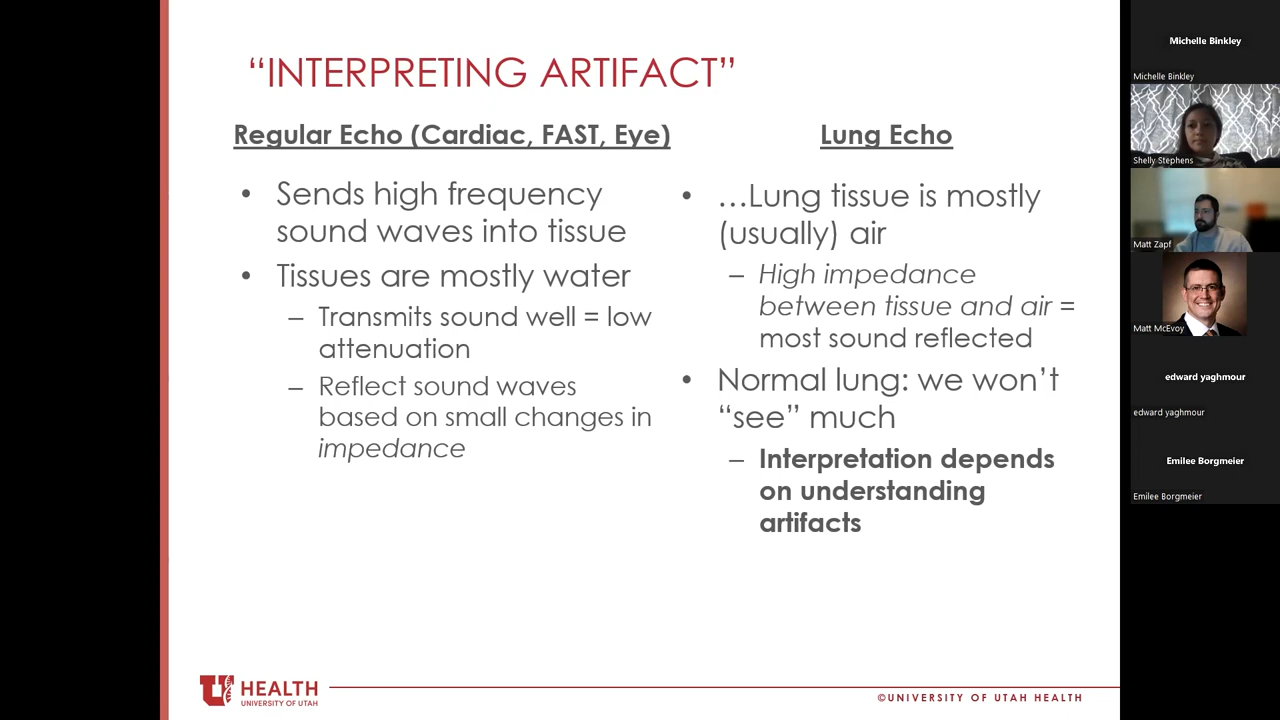 “INTERPRETING ARTIFACT”
Regular Echo (Cardiac, FAST, Eye)
• Sends high frequency
sound waves into tissue
• Tissues are mostly water
– Transmits sound well = low
attenuation
– Reflect sound waves
based on small changes in
impedance
Lung Echo
• …Lung tissue is mostly
(usually) air
– High impedance
between tissue and air =
most sound reflected
• Normal lung: we won’t
“see” much
– Interpretation depends
on understanding
artifacts
U HEALTH
UNIVERSITY OF UTAH
©UNIVERSITY OF UTAH HEALTH
Michelle Binkley
Michelle Binkley
Shelly Stephens
Matt Zapf
Matt McEvoy
edward yaghmour
edward yaghmour
Emilee Borgmeier
Emilee Borgmeier